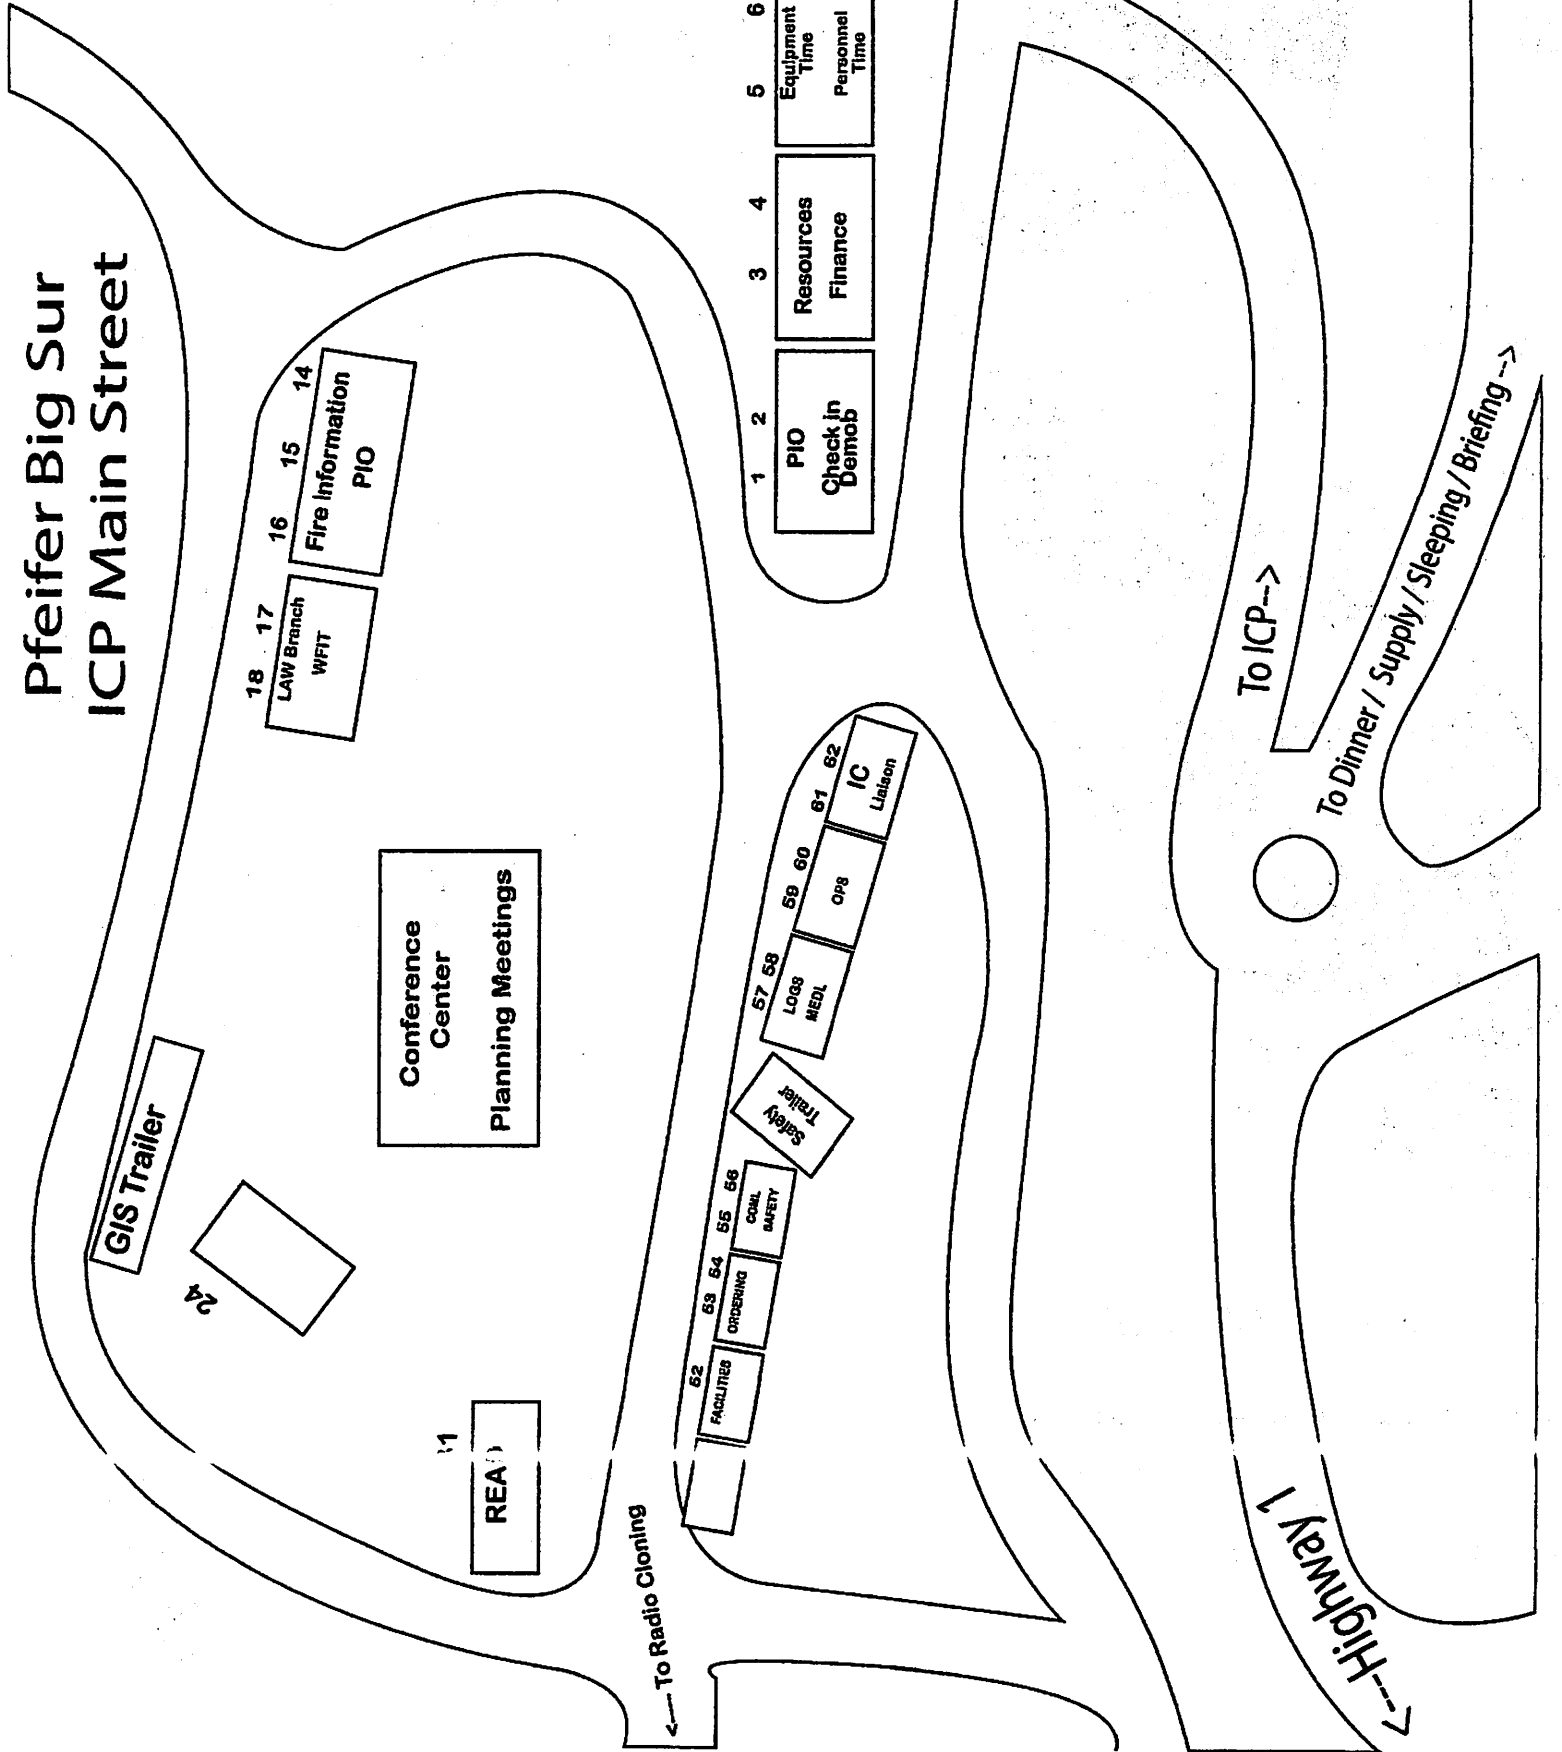 Pfeifer Big Sur
ICP Main Street
14
15
16
Fire Information
PIO
17
18
LAW Branch
WFIT
GIS Trailer
24
Conference
Center
Planning Meetings
6
5
Equipment
Time
Personnel
Time
4
3
Resources
Finance
2
1
PIO
Check in
Demob
62
61
IC
Liaison
60
59
OPS
58
57
LOGS
MEDL
Safety
Trailer
56
55
COML
SAFETY
54
53
ORDERING
52
FACILITIES
<---- To Radio Cloning
To ICP-->
To Dinner / Supply / Sleeping / Briefing -->
<----Highway 1